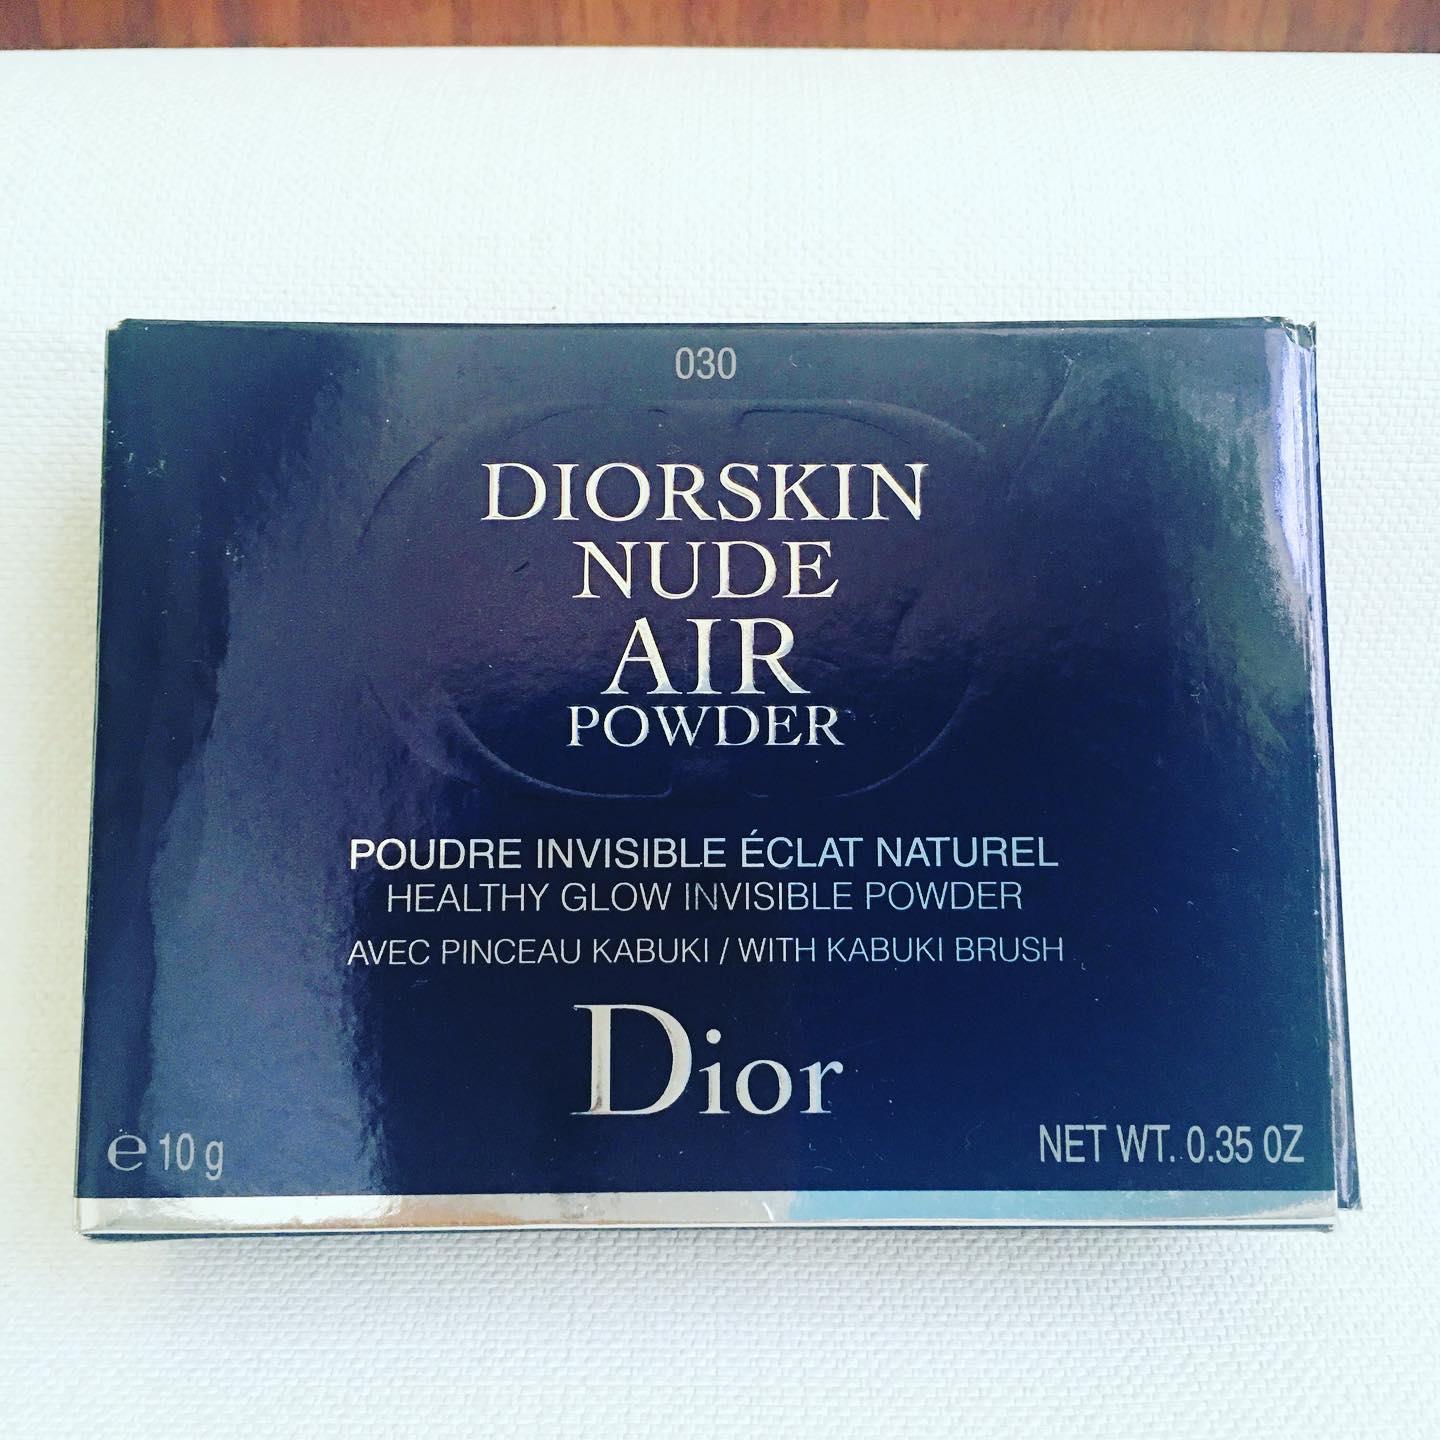 030
DIORSKIN
NUDE
AIR
POWDER
POUDRE INVISIBLE ÉCLAT NATUREL
HEALTHY GLOW INVISIBLE POWDER
AVEC PINCEAU KABUKI / WITH KABUKI BRUSH
Dior
℮ 10 g
NET WT. 0.35 OZ